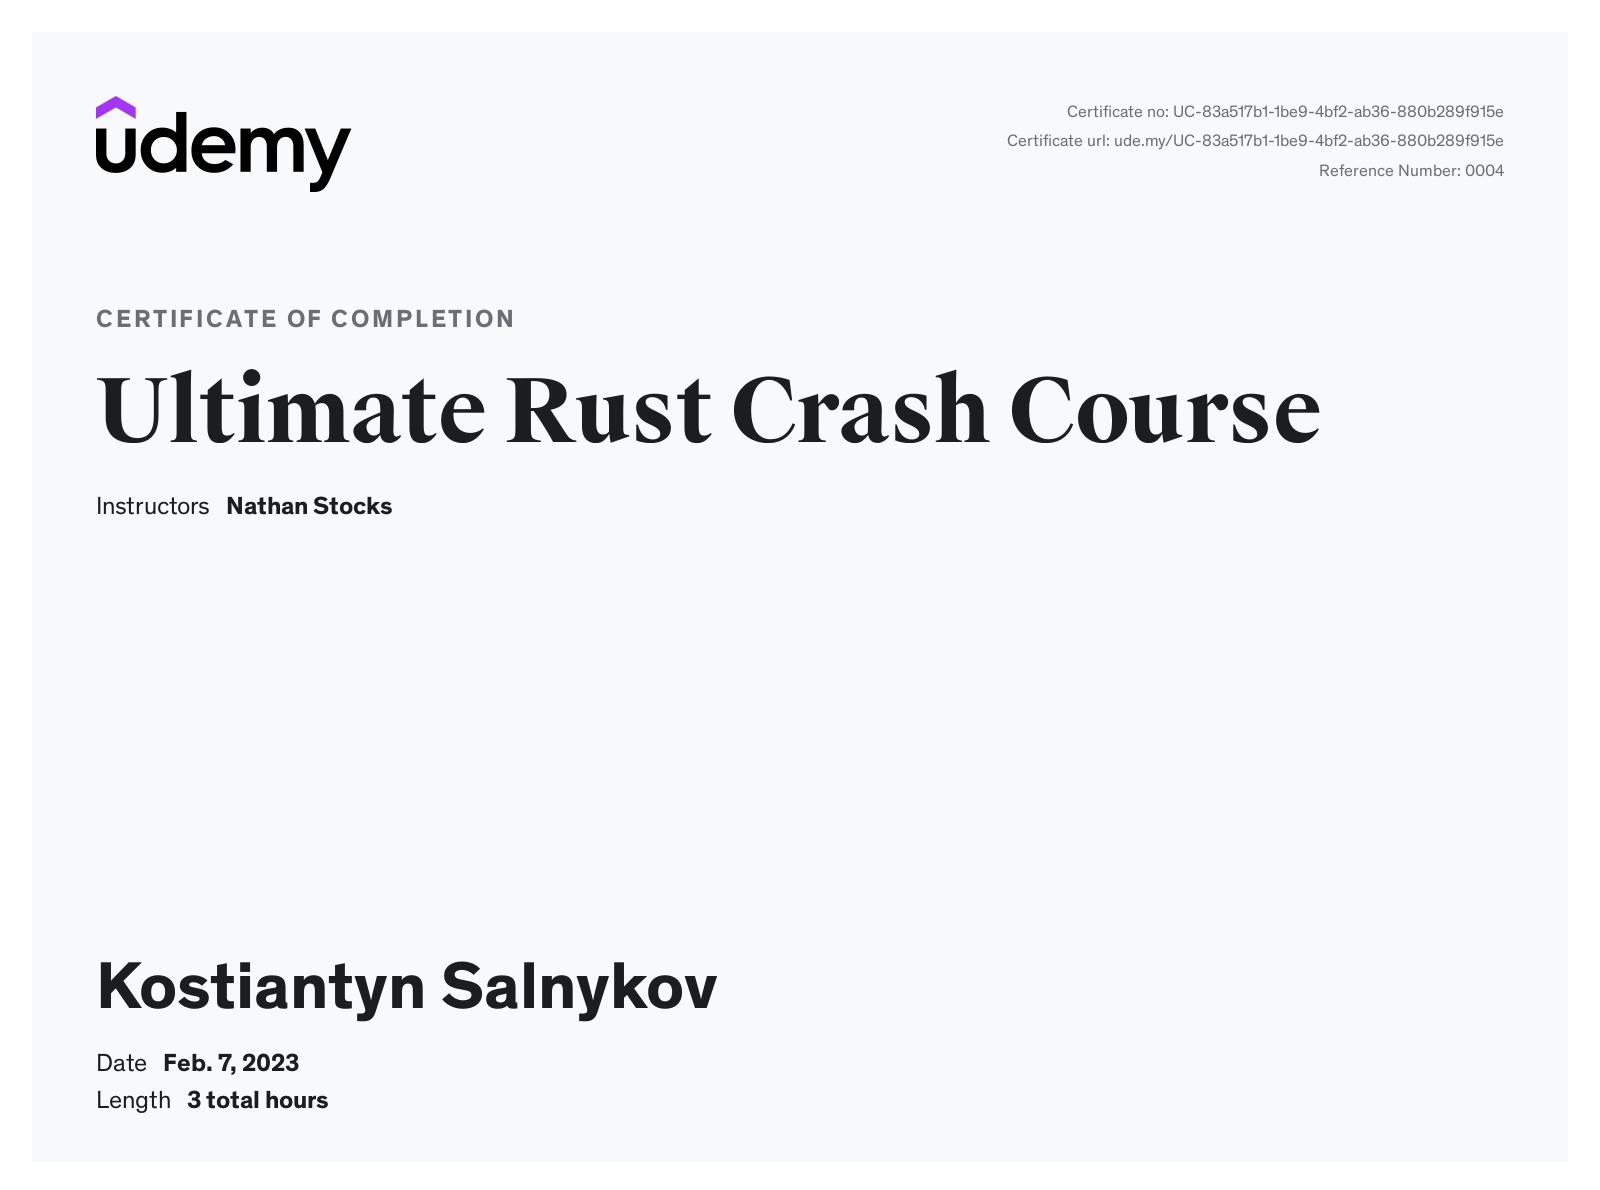 udemy
Certificate no: UC-83a517b1-1be9-4bf2-ab36-880b289f915e
Certificate url: ude.my/UC-83a517b1-1be9-4bf2-ab36-880b289f915e
Reference Number: 0004
CERTIFICATE OF COMPLETION
Ultimate Rust Crash Course
Instructors Nathan Stocks
Kostiantyn Salnykov
Date Feb. 7, 2023
Length 3 total hours